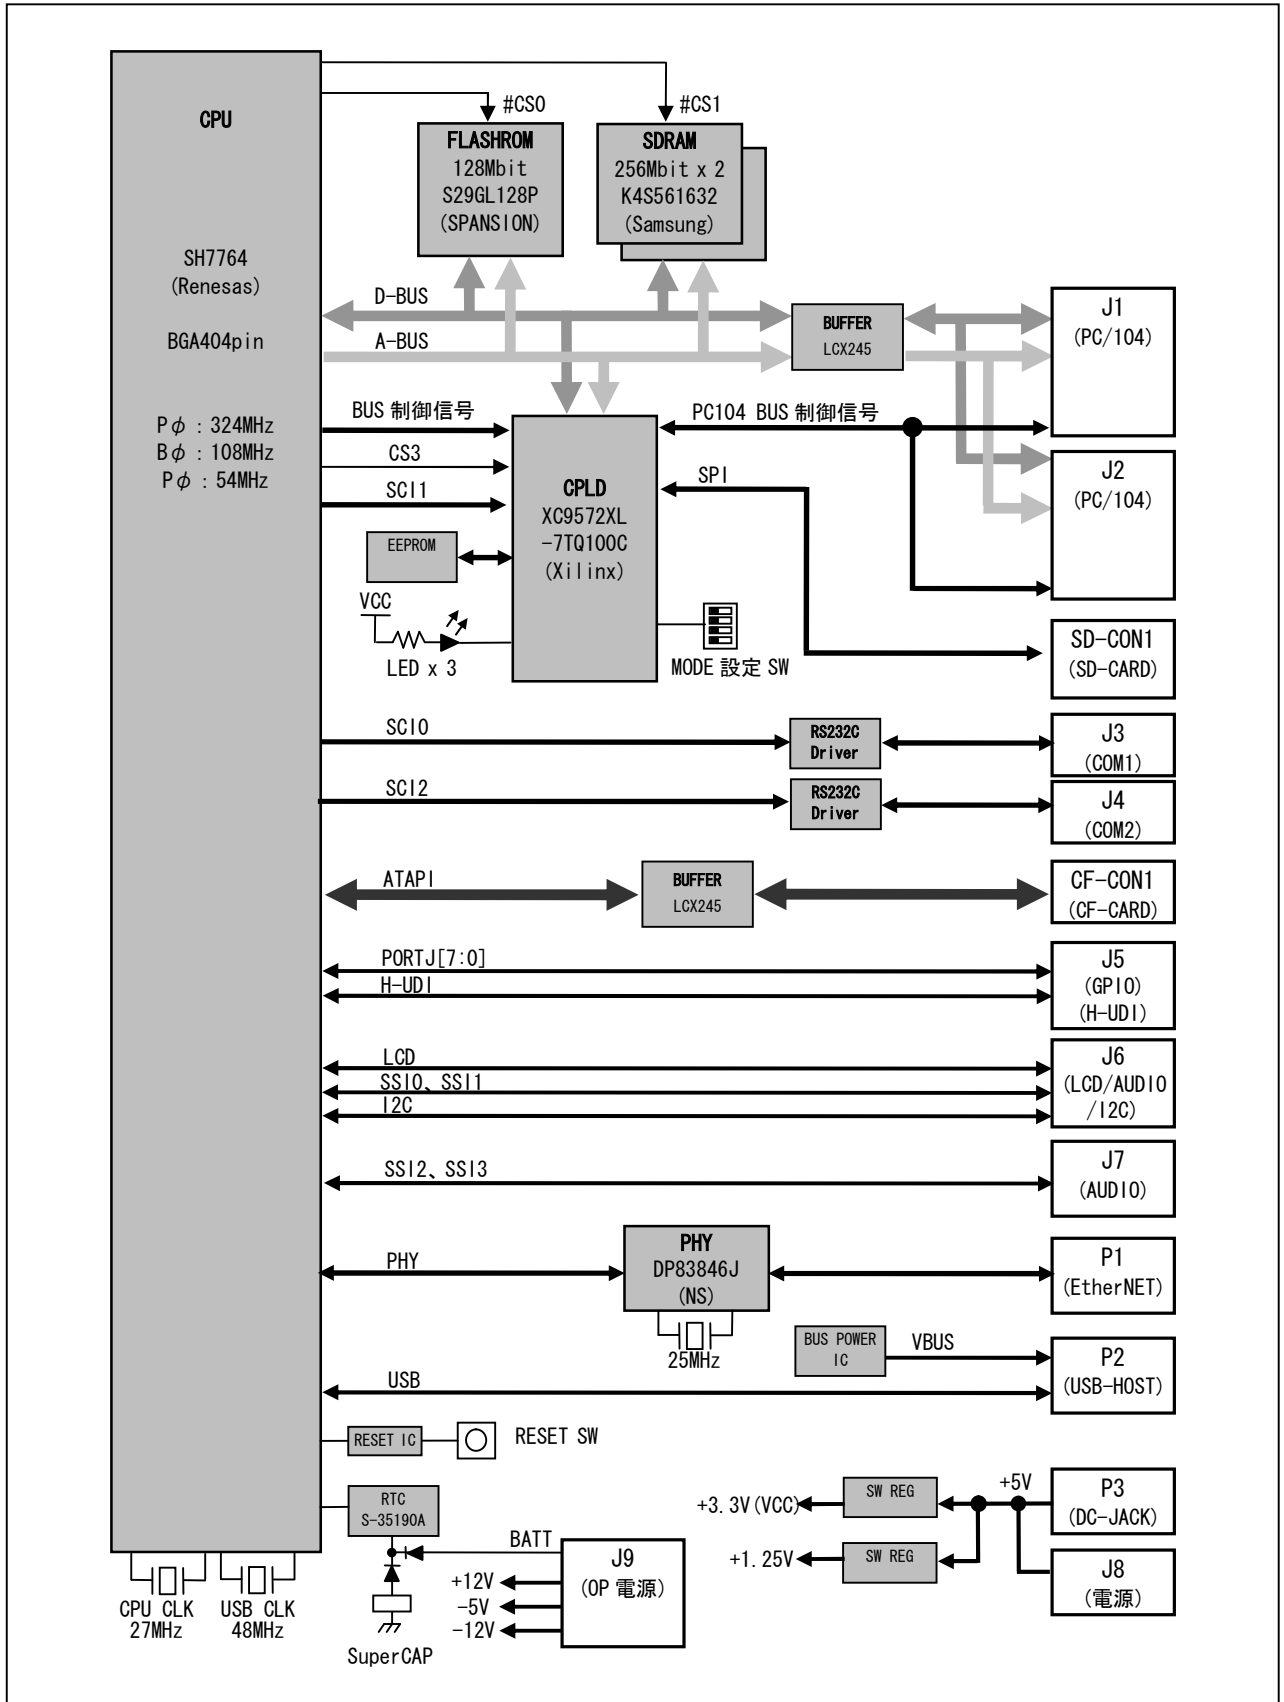 CPU
SH7764
(Renesas)
BGA404pin
Pφ : 324MHz
Bφ : 108MHz
Pφ : 54MHz
#CS0
#CS1
FLASHROM
128Mbit
S29GL128P
(SPANSION)
SDRAM
256Mbit x 2
K4S561632
(Samsung)
D-BUS
A-BUS
BUFFER
LCX245
J1
(PC/104)
J2
(PC/104)
BUS 制御信号
CS3
SCI1
PC104 BUS 制御信号
SPI
CPLD
XC9572XL
-7TQ100C
(Xilinx)
EEPROM
VCC
LED x 3
MODE 設定 SW
SD-CON1
(SD-CARD)
SCI0
RS232C
Driver
J3
(COM1)
SCI2
RS232C
Driver
J4
(COM2)
ATAPI
BUFFER
LCX245
CF-CON1
(CF-CARD)
PORTJ[7:0]
H-UDI
J5
(GPIO)
(H-UDI)
LCD
SSI0、SSI1
I2C
J6
(LCD/AUDIO
/I2C)
SSI2、SSI3
J7
(AUDIO)
PHY
PHY
DP83846J
(NS)
25MHz
P1
(EtherNET)
BUS POWER
IC
VBUS
USB
P2
(USB-HOST)
RESET IC
RESET SW
RTC
S-35190A
BATT
SuperCAP
J9
(OP 電源)
+12V
-5V
-12V
+3.3V(VCC)
SW REG
+5V
P3
(DC-JACK)
+1.25V
SW REG
J8
(電源)
CPU CLK
27MHz
USB CLK
48MHz